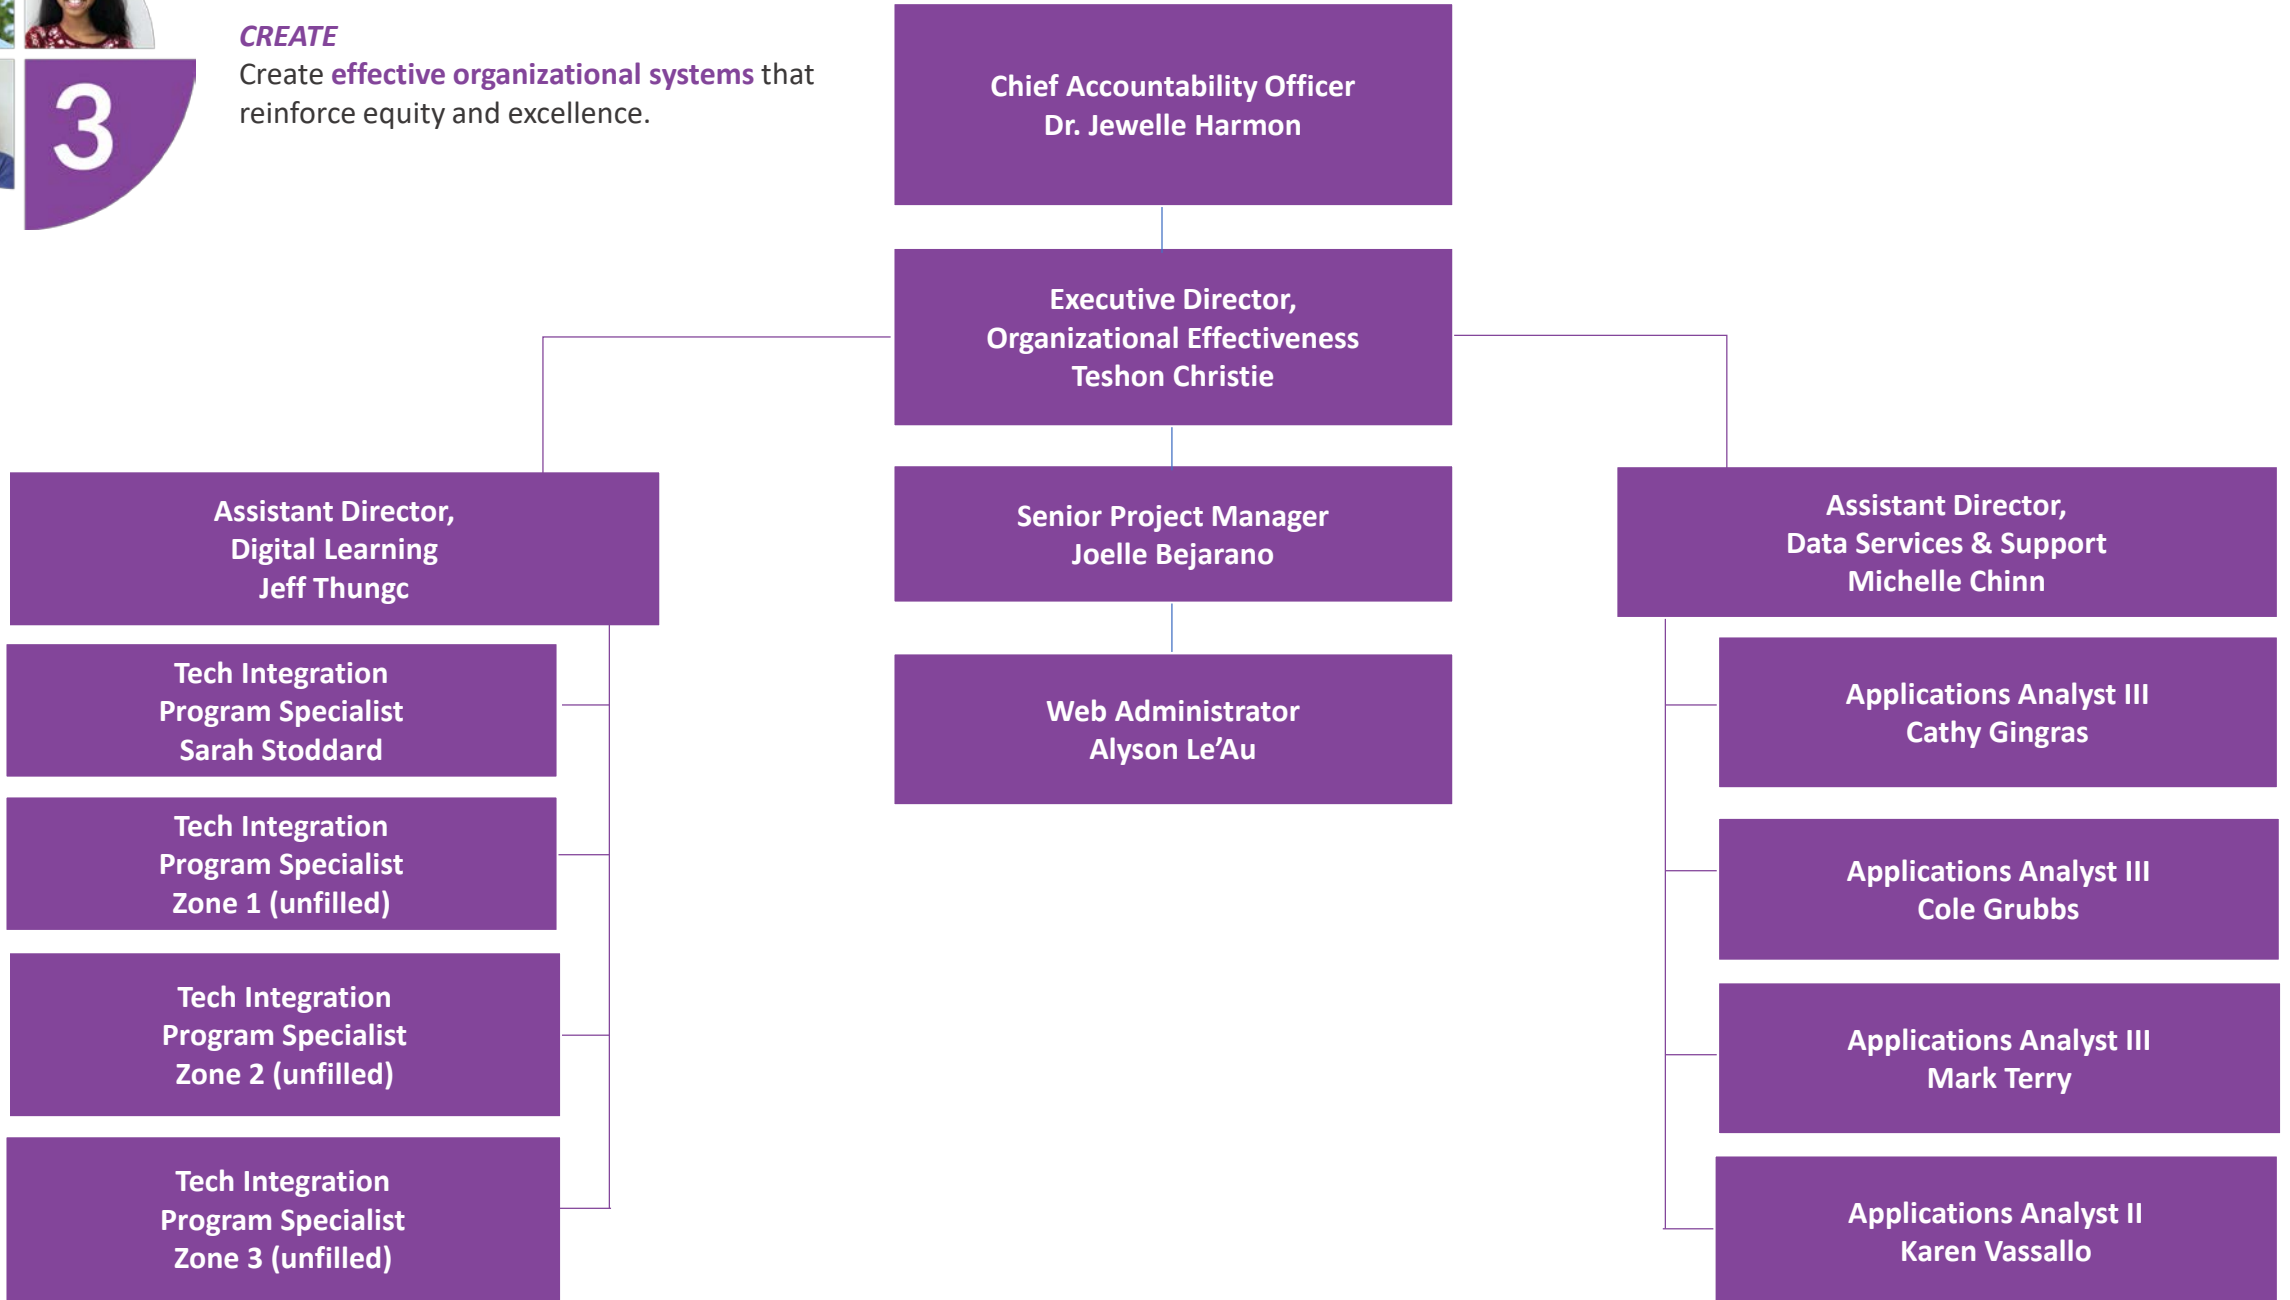 3
CREATE
Create effective organizational systems that
reinforce equity and excellence.
Chief Accountability Officer
Dr. Jewelle Harmon
Executive Director,
Organizational Effectiveness
Teshon Christie
Assistant Director,
Digital Learning
Jeff Thungc
Tech Integration
Program Specialist
Sarah Stoddard
Tech Integration
Program Specialist
Zone 1 (unfilled)
Tech Integration
Program Specialist
Zone 2 (unfilled)
Tech Integration
Program Specialist
Zone 3 (unfilled)
Senior Project Manager
Joelle Bejarano
Web Administrator
Alyson Le’Au
Assistant Director,
Data Services & Support
Michelle Chinn
Applications Analyst III
Cathy Gingras
Applications Analyst III
Cole Grubbs
Applications Analyst III
Mark Terry
Applications Analyst II
Karen Vassallo